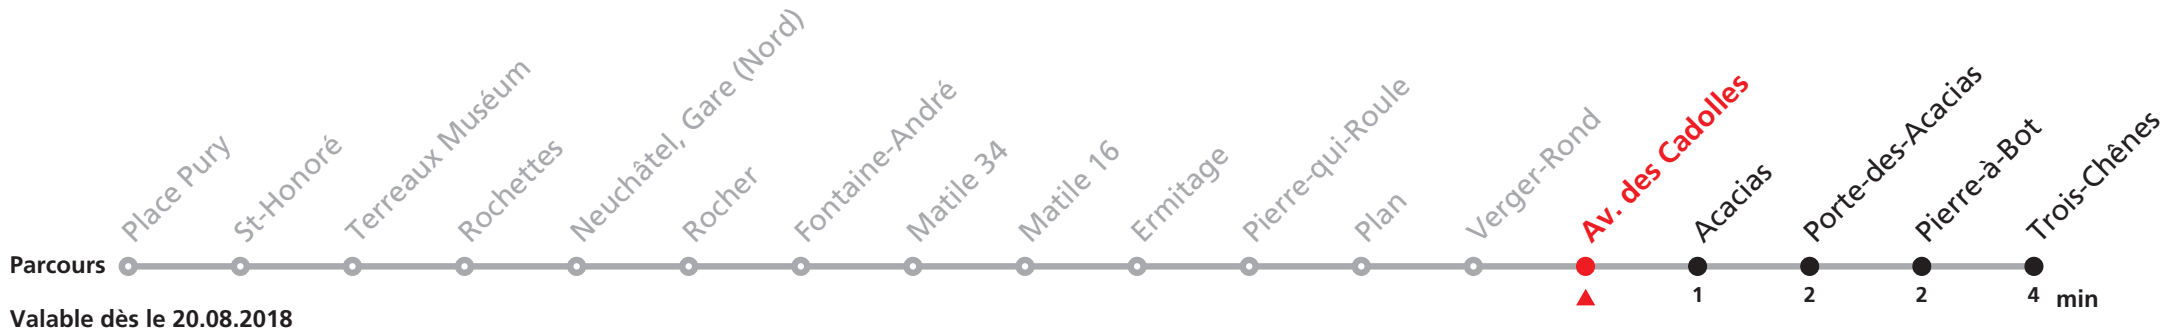 Place Pury
St-Honoré
Terreaux Muséum
Rochettes
Neuchâtel, Gare (Nord)
Rocher
Fontaine-André
Matile 34
Matile 16
Ermitage
Pierre-qui-Roule
Plan
Verger-Rond
Av. des Cadolles
Acacias
Porte-des-Acacias
Pierre-à-Bot
Trois-Chênes
Parcours
1 2 2 4 min
Valable dès le 20.08.2018